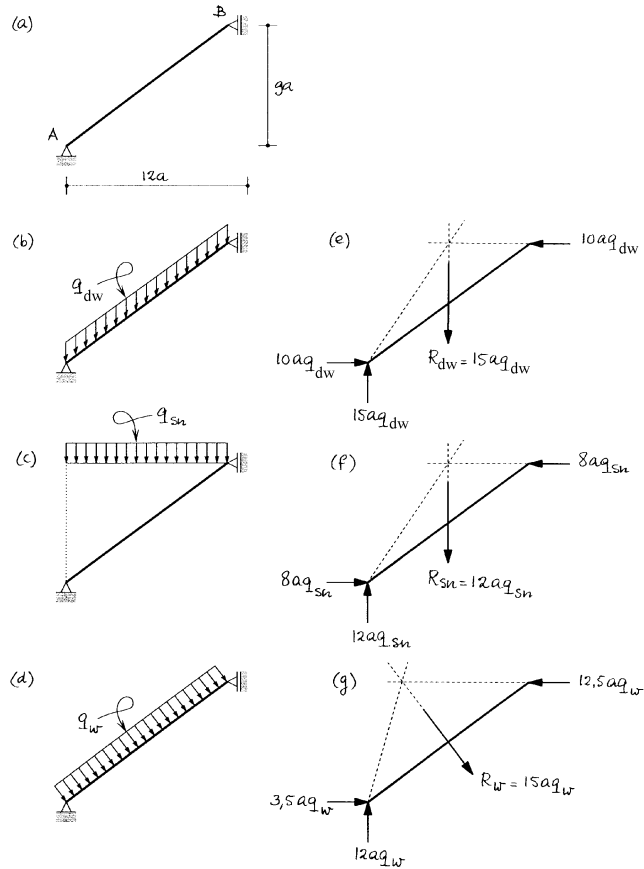 (a)
B
9a
A
12a
(b)
q_dw
(e)
10aq_dw
10aq_dw
R_dw = 15aq_dw
15aq_dw
(c)
q_sn
(f)
8aq_sn
8aq_sn
R_sn = 12aq_sn
12aq_sn
(d)
q_w
(g)
12,5aq_w
3,5aq_w
R_w = 15aq_w
12aq_w